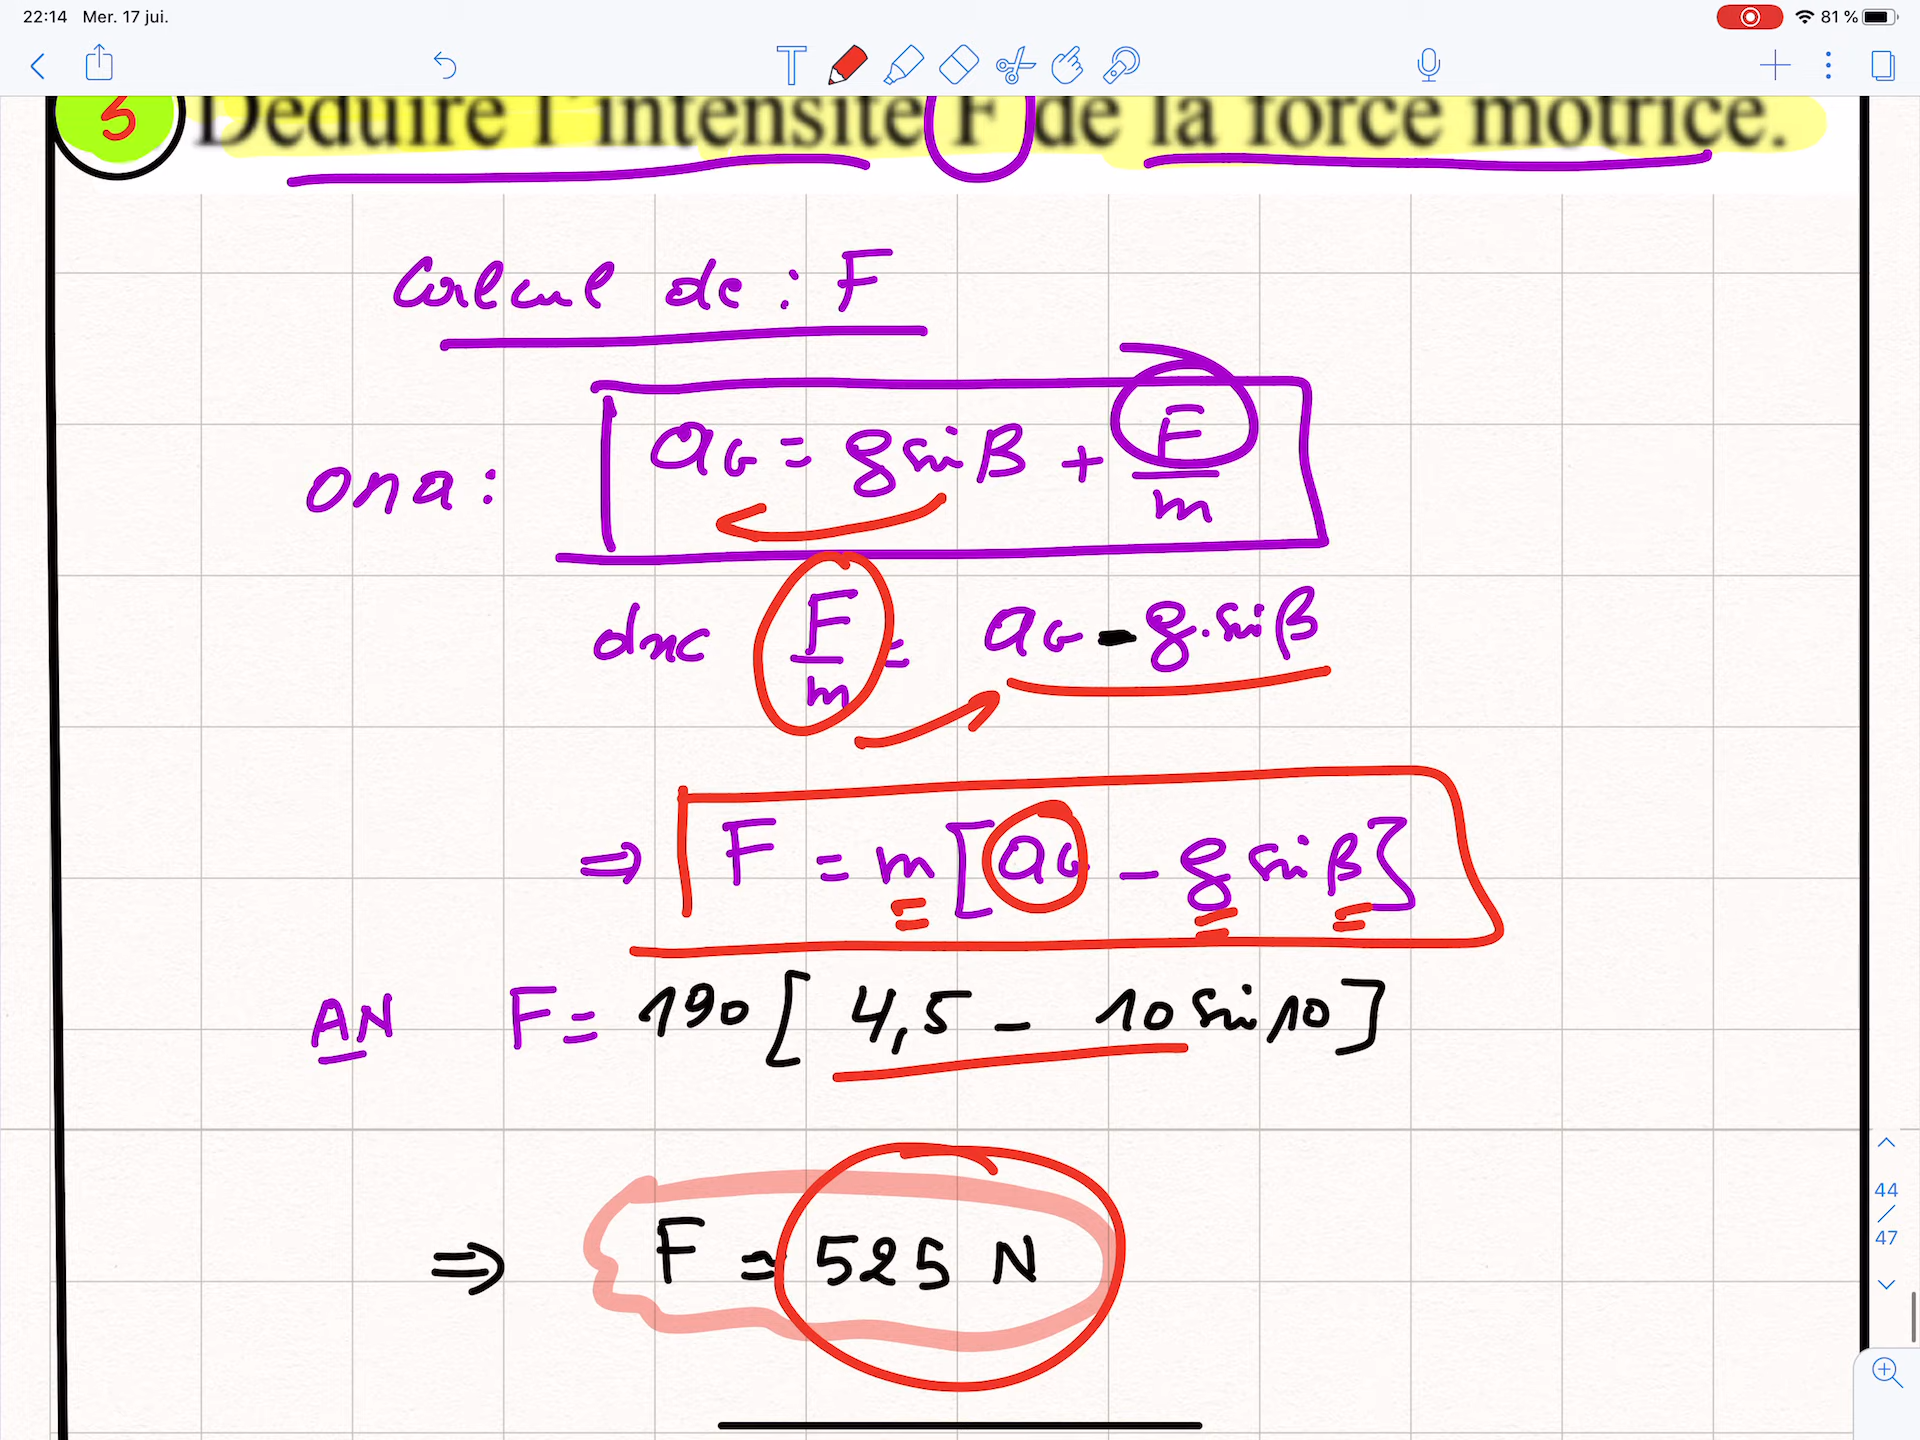 22:14 Mer. 17 jui. 81 %
3 Déduire l'intensité F de la force motrice.
Calcul de : F
on a : aG = g sin β + F/m
donc F/m = aG - g. sin β
⇒ F = m [aG - g sin β]
AN F = 190 [ 4,5 - 10 sin 10 ]
⇒ F = 525 N
44
/
47